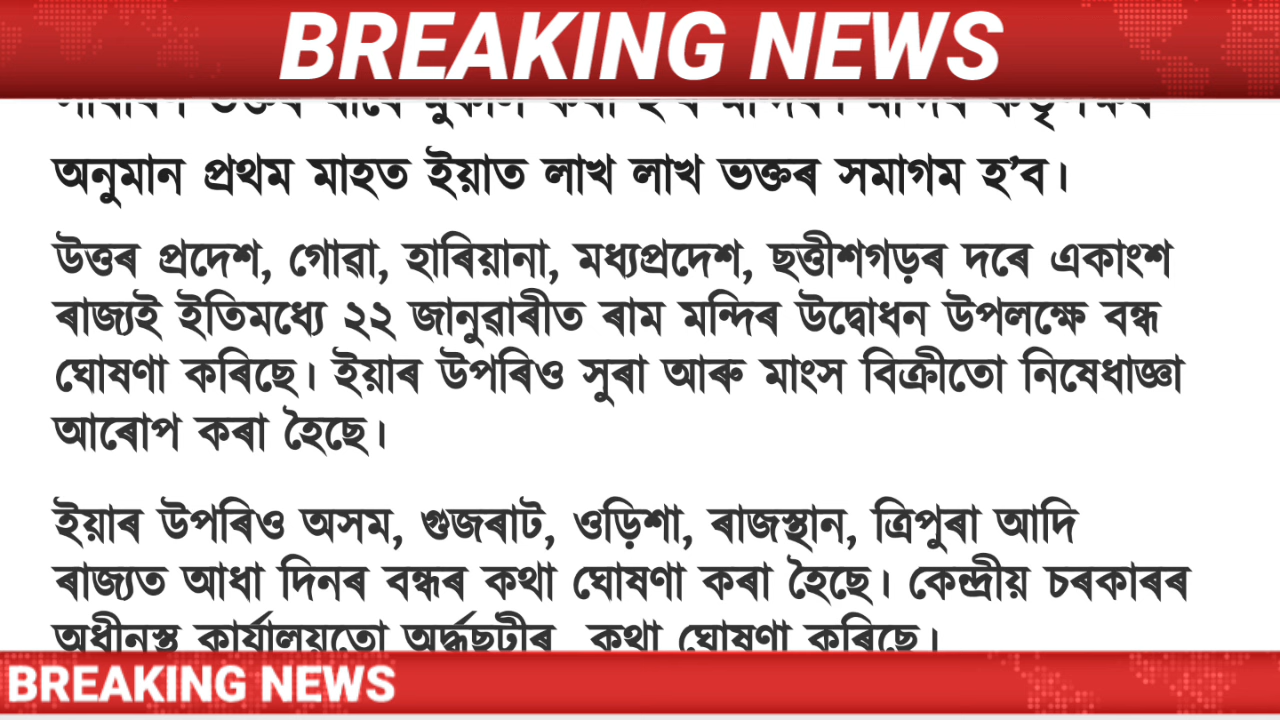 BREAKING NEWS
অনুমান প্ৰথম মাহত ইয়াত লাখ লাখ ভক্তৰ সমাগম হ’ব।
উত্তৰ প্ৰদেশ, গোৱা, হাৰিয়ানা, মধ্যপ্ৰদেশ, ছত্তীশগড়ৰ দৰে একাংশ
ৰাজ্যই ইতিমধ্যে ২২ জানুৱাৰীত ৰাম মন্দিৰ উদ্বোধন উপলক্ষে বন্ধ
ঘোষণা কৰিছে। ইয়াৰ উপৰিও সুৰা আৰু মাংস বিক্ৰীতো নিষেধাজ্ঞা
আৰোপ কৰা হৈছে।
ইয়াৰ উপৰিও অসম, গুজৰাট, ওড়িশা, ৰাজস্থান, ত্ৰিপুৰা আদি
ৰাজ্যত আধা দিনৰ বন্ধৰ কথা ঘোষণা কৰা হৈছে। কেন্দ্ৰীয় চৰকাৰৰ
অধীনস্ত কাৰ্যালয়তো অৰ্দ্ধছুটীৰ কথা ঘোষণা কৰিছে।
BREAKING NEWS